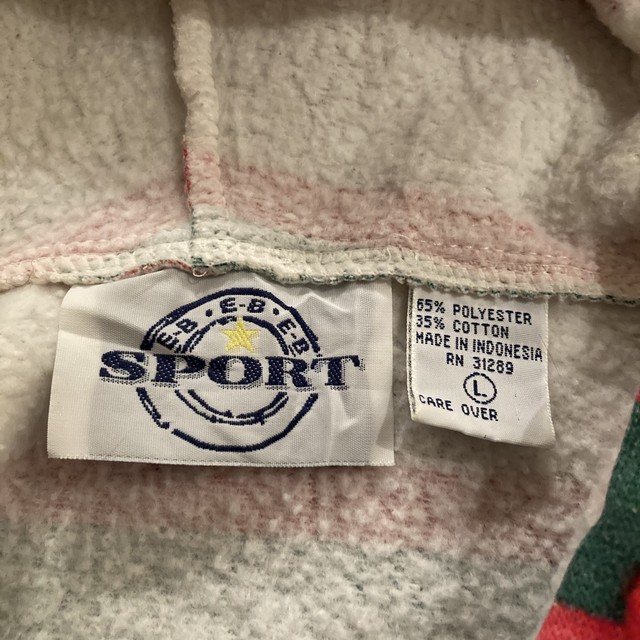 E-B • E-B • E-B
SPORT
65% POLYESTER
35% COTTON
MADE IN INDONESIA
RN 31289
L
CARE OVER